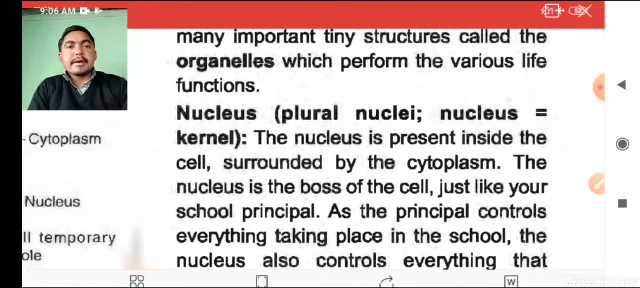 9:06 AM
many important tiny structures called the
organelles which perform the various life
functions.
Nucleus (plural nuclei; nucleus =
kernel): The nucleus is present inside the
cell, surrounded by the cytoplasm. The
nucleus is the boss of the cell, just like your
school principal. As the principal controls
everything taking place in the school, the
nucleus also controls everything that
- Cytoplasm
Nucleus
ll temporary
ole
W